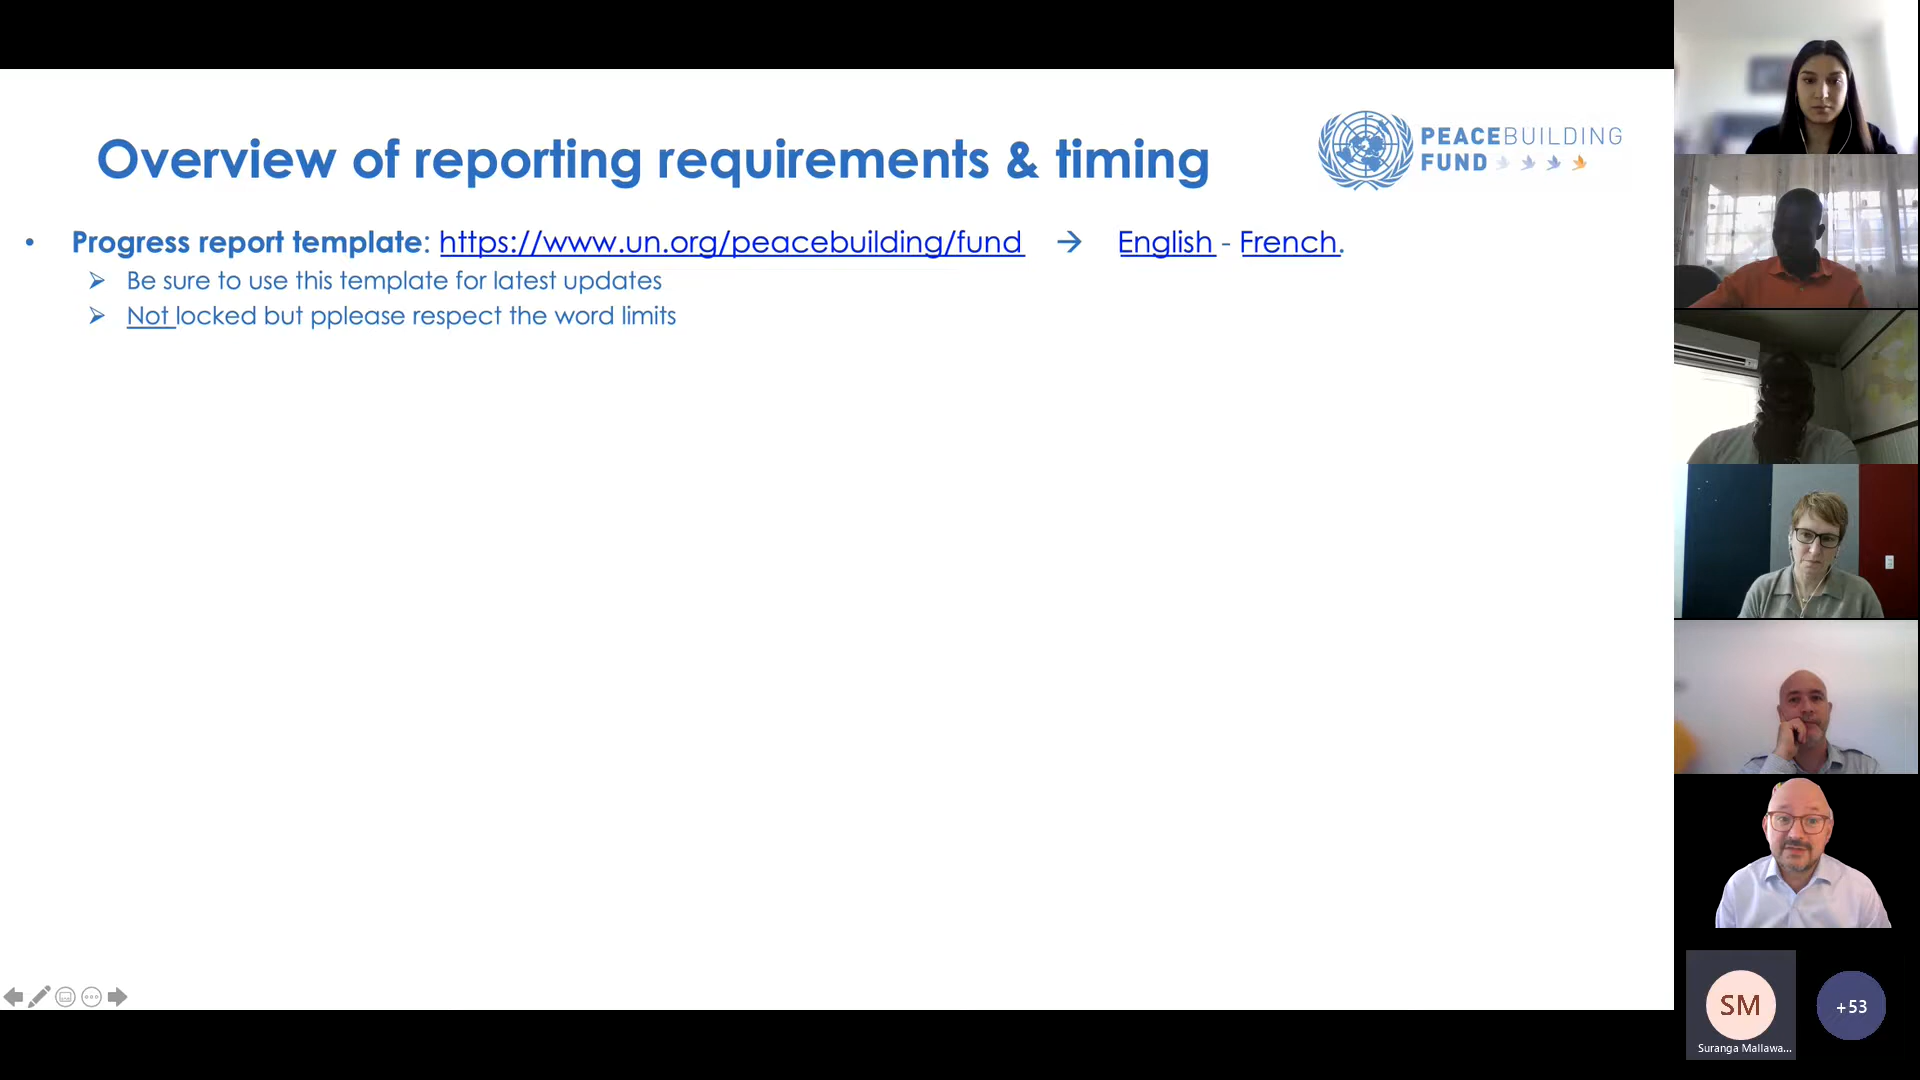 Overview of reporting requirements & timing
PEACEBUILDING
FUND
• Progress report template: https://www.un.org/peacebuilding/fund → English - French.
➢ Be sure to use this template for latest updates
➢ Not locked but pplease respect the word limits
SM
+53
Suranga Mallawa...